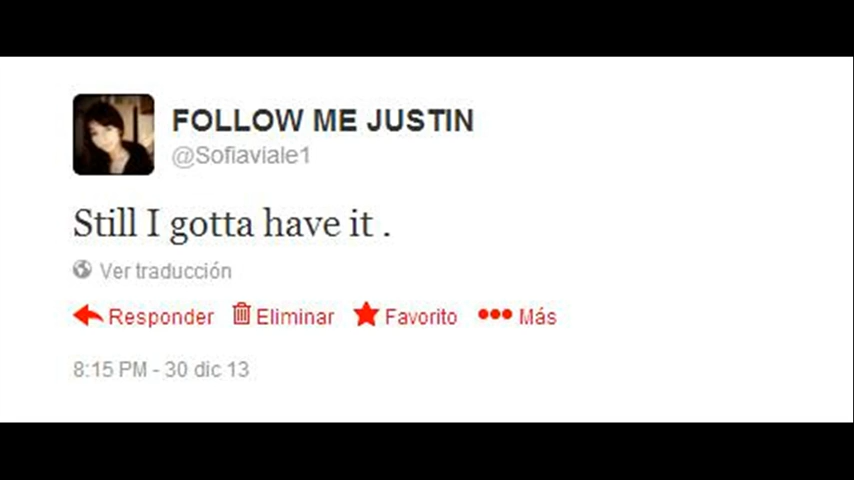 FOLLOW ME JUSTIN
@Sofiaviale1
Still I gotta have it .
Ver traducción
Responder Eliminar Favorito Más
8:15 PM - 30 dic 13